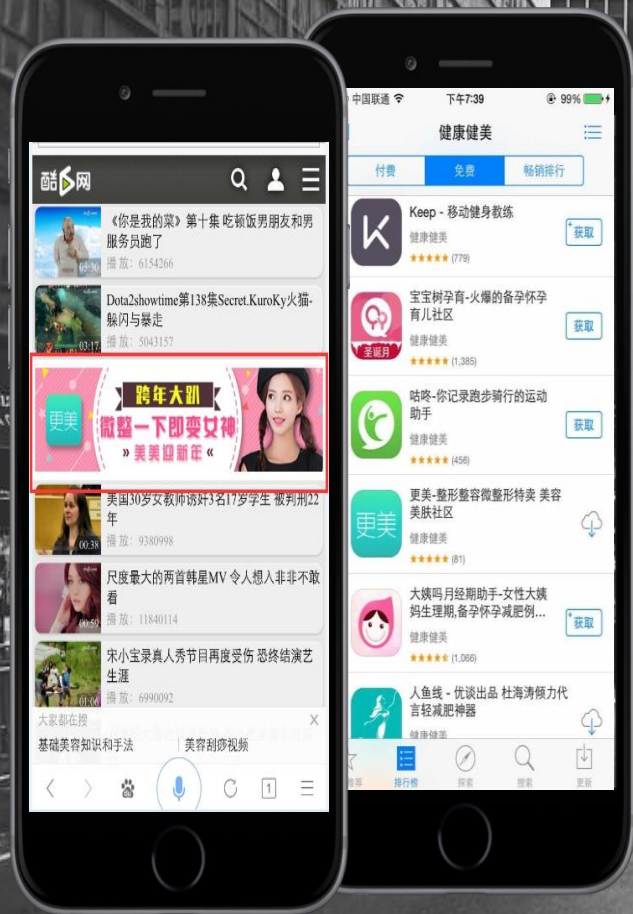 酷6网
《你是我的菜》第十集 吃顿饭男朋友和男
服务员跑了
播放：6154266
05:30
Dota2showtime第138集Secret.KuroKy火猫-
躲闪与暴走
播放：5043157
03:17
更美
跨年大趴
微整一下即变女神
» 美美迎新年 «
美国30岁女教师诱奸3名17岁学生 被判刑22
年
播放：9380998
00:38
尺度最大的两首韩星MV 令人想入非非不敢
看
播放：11840114
00:59
宋小宝录真人秀节目再度受伤 恐终结演艺
生涯
播放：6990092
01:06
大家都在搜 X
基础美容知识和手法 美容刮痧视频
1
中国联通 下午7:39 99%
健康健美
付费 免费 畅销排行
Keep - 移动健身教练
健康健美
★★★★★ (779)
+获取
宝宝树孕育-火爆的备孕怀孕
育儿社区
健康健美
★★★★★ (1,385)
圣诞月
获取
咕咚-你记录跑步骑行的运动
助手
健康健美
★★★★★ (456)
获取
更美-整形整容微整形特卖 美容
美肤社区
健康健美
★★★★★ (81)
更美
大姨吗月经期助手-女性大姨
妈生理期,备孕怀孕减肥例...
健康健美
(1,066)
+获取
人鱼线 - 优谈出品 杜海涛倾力代
言轻减肥神器
健康健美
排行榜 探索 搜索 更新